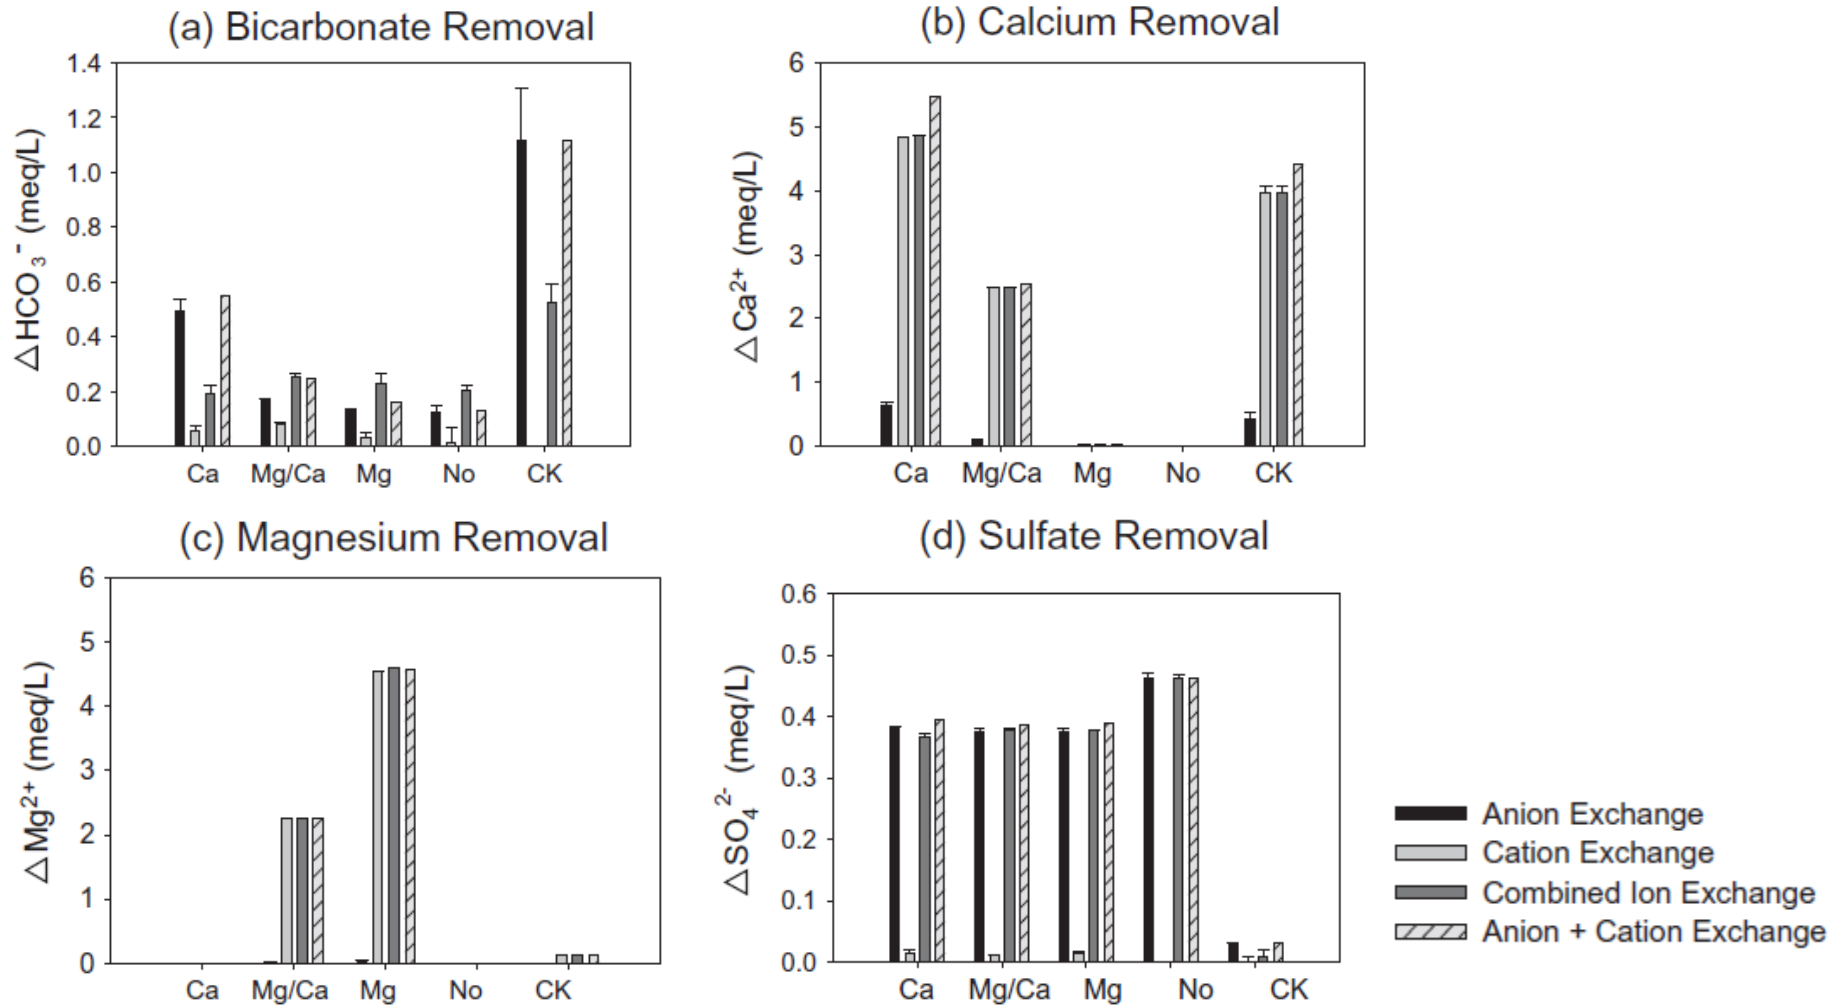 (a) Bicarbonate Removal
1.4
1.2
1.0
0.8
0.6
0.4
0.2
0.0
△HCO₃⁻ (meq/L)
Ca Mg/Ca Mg No CK
(b) Calcium Removal
6
5
4
3
2
1
0
△Ca²⁺ (meq/L)
Ca Mg/Ca Mg No CK
(c) Magnesium Removal
6
5
4
3
2
1
0
△Mg²⁺ (meq/L)
Ca Mg/Ca Mg No CK
(d) Sulfate Removal
0.6
0.5
0.4
0.3
0.2
0.1
0.0
△SO₄²⁻ (meq/L)
Ca Mg/Ca Mg No CK
Anion Exchange
Cation Exchange
Combined Ion Exchange
Anion + Cation Exchange